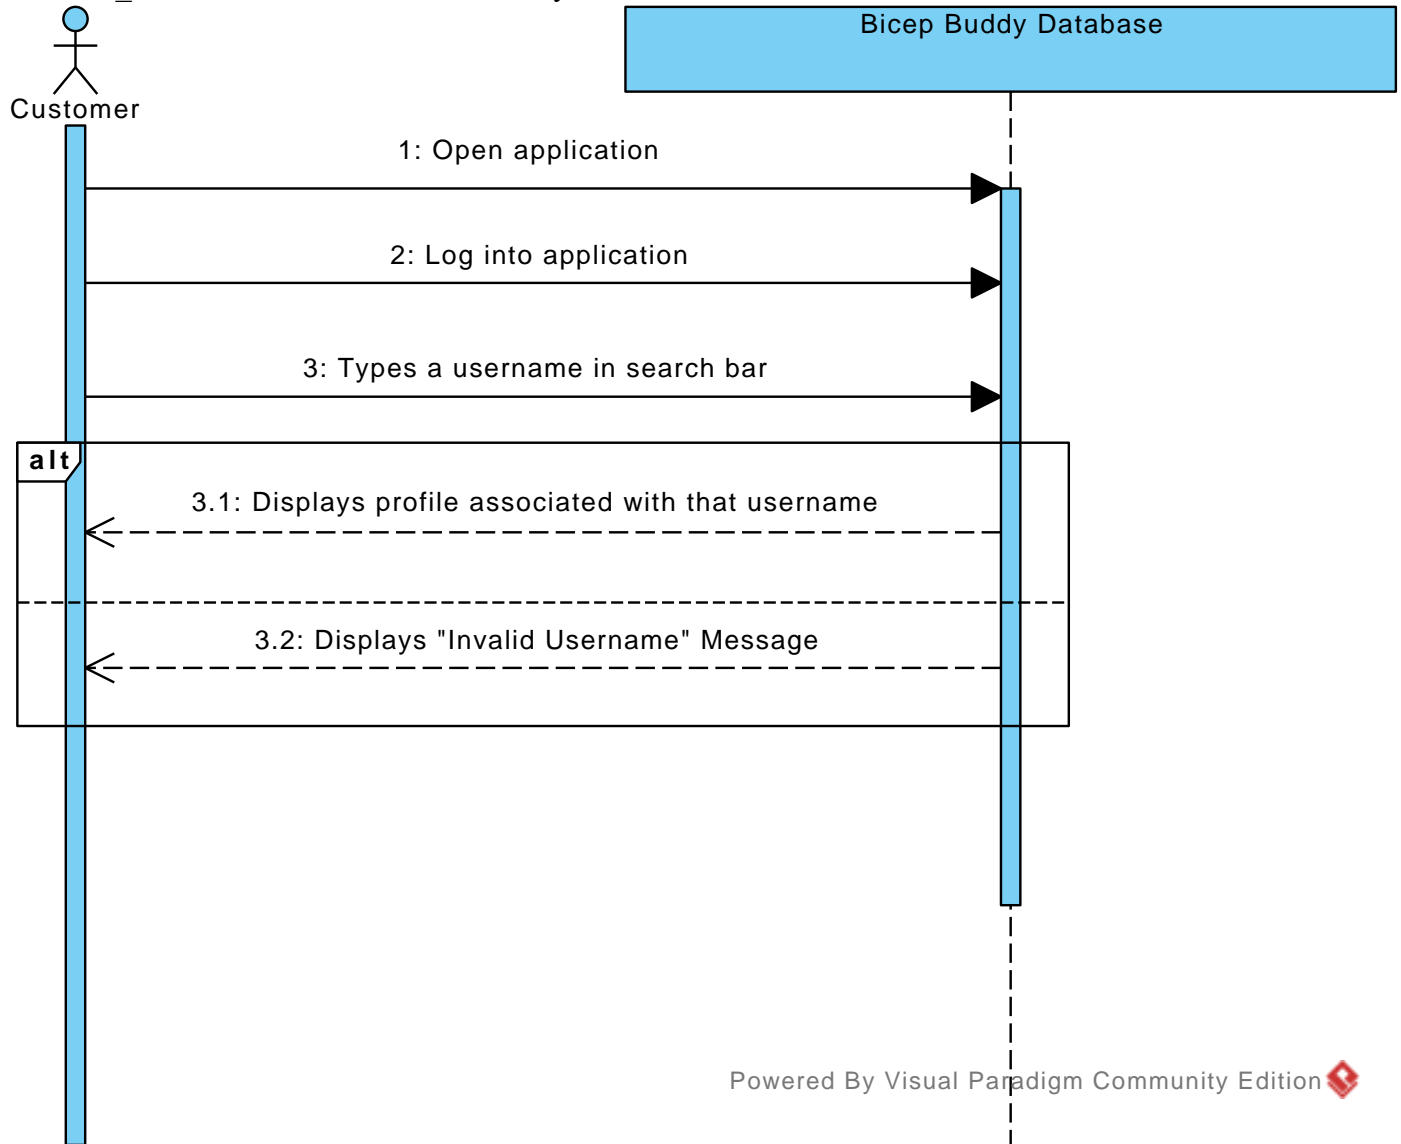 Bicep Buddy Database
Customer
1: Open application
2: Log into application
3: Types a username in search bar
alt
3.1: Displays profile associated with that username
3.2: Displays "Invalid Username" Message
Powered By Visual Paradigm Community Edition